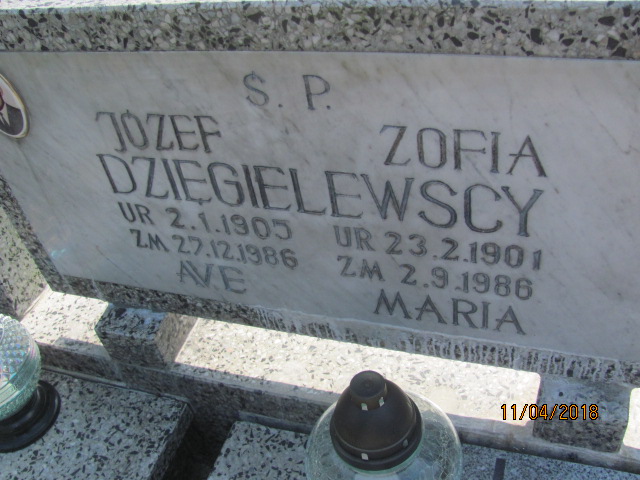 Ś. P.
JÓZEF ZOFIA
DZIĘGIELEWSCY
UR 2.1.1905 UR 23.2.1901
ZM 27.12.1986 ZM 2.9.1986
AVE MARIA
11/04/2018